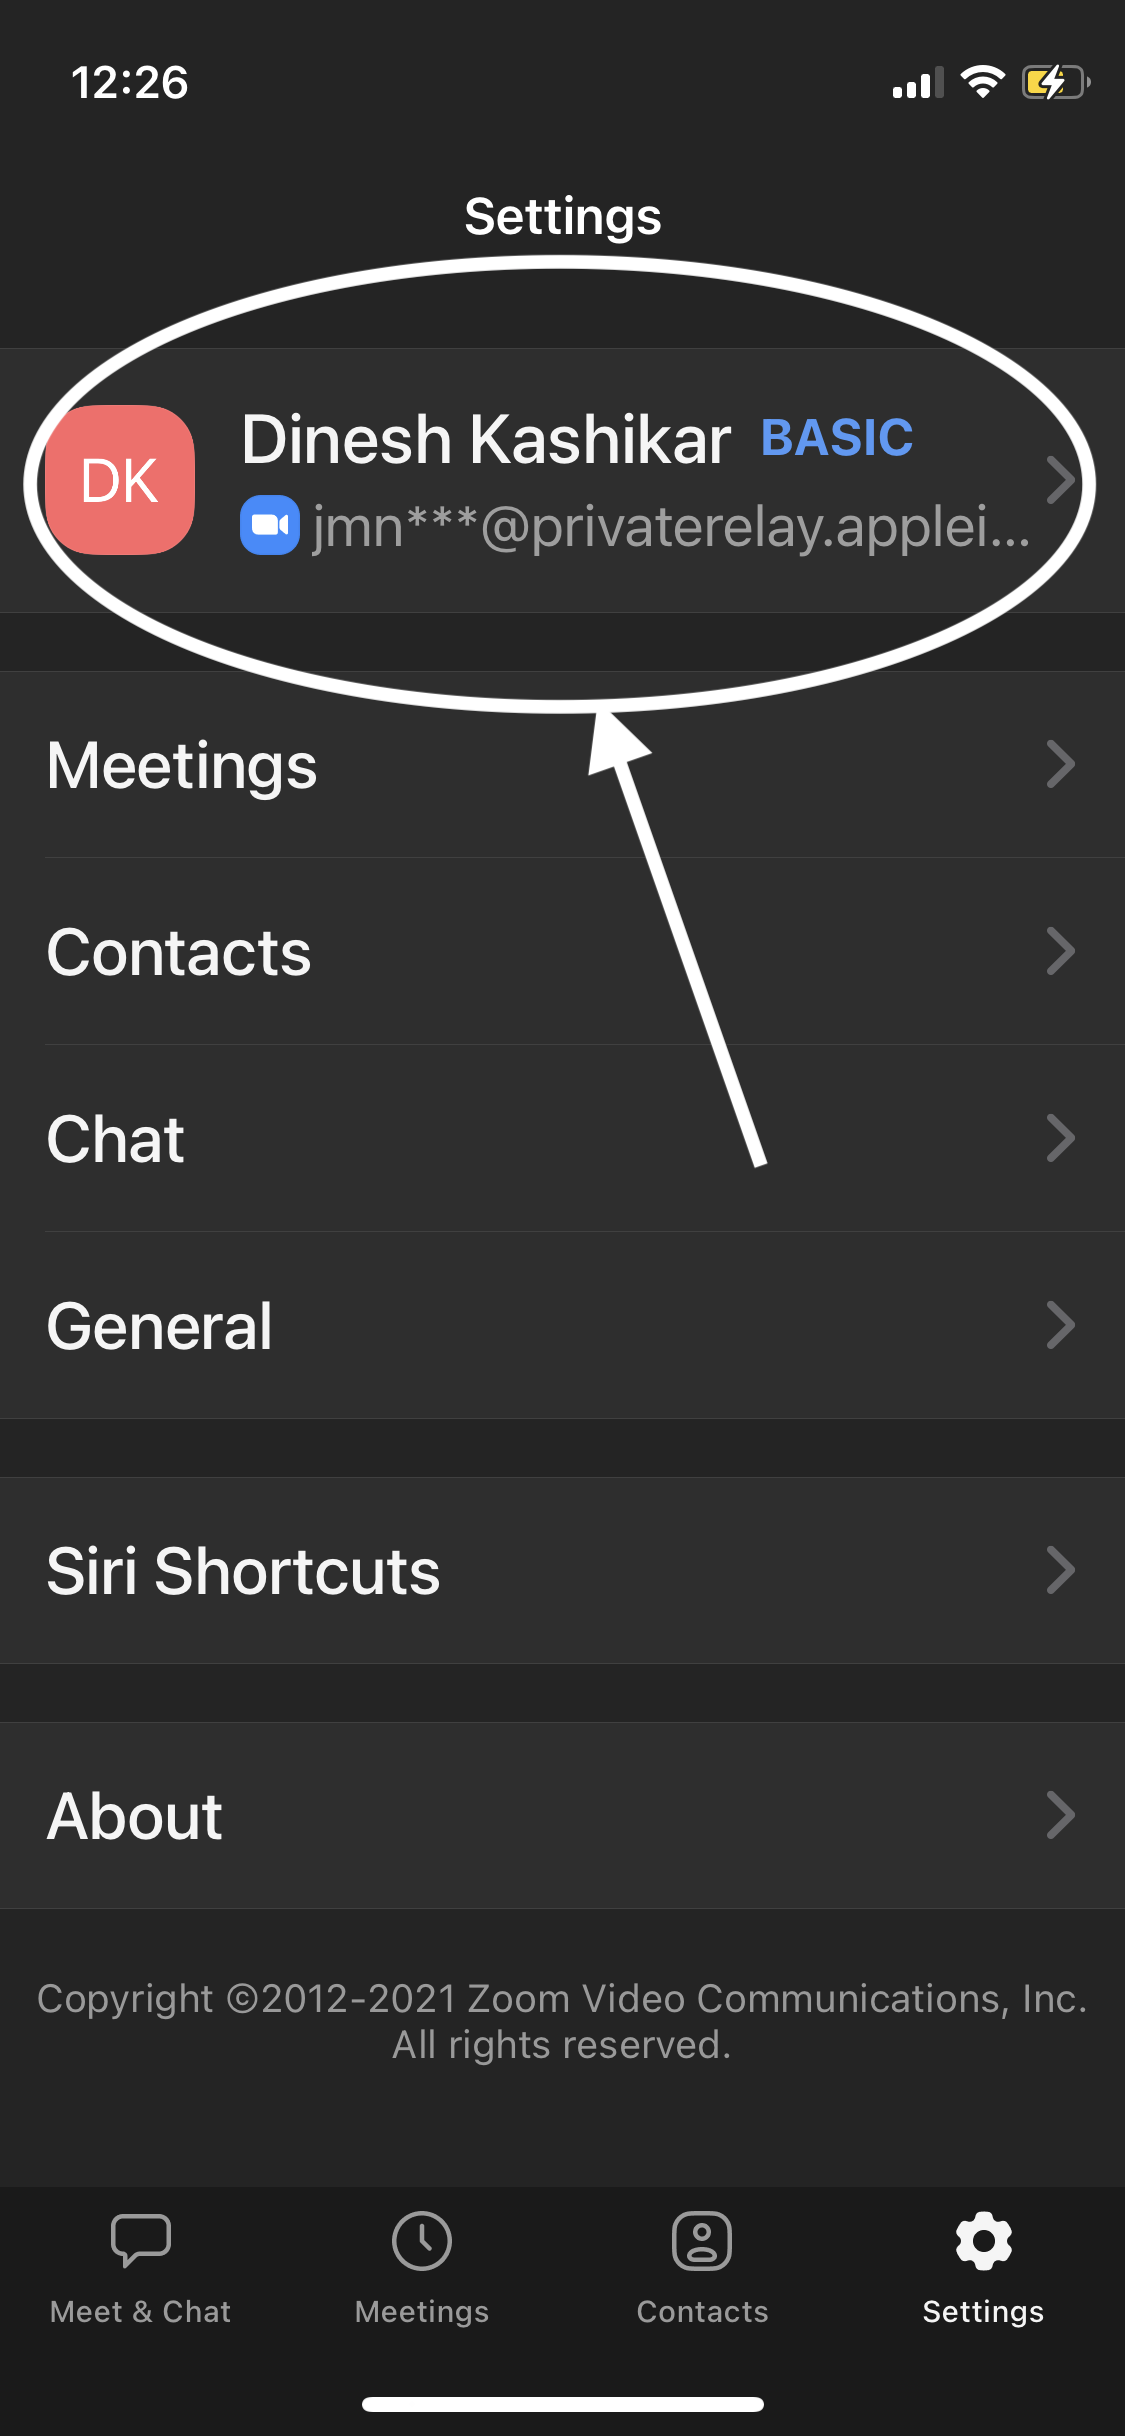 12:26
Settings
DK
Dinesh Kashikar BASIC
jmn***@privaterelay.applei...
Meetings
Contacts
Chat
General
Siri Shortcuts
About
Copyright ©2012-2021 Zoom Video Communications, Inc.
All rights reserved.
Meet & Chat
Meetings
Contacts
Settings